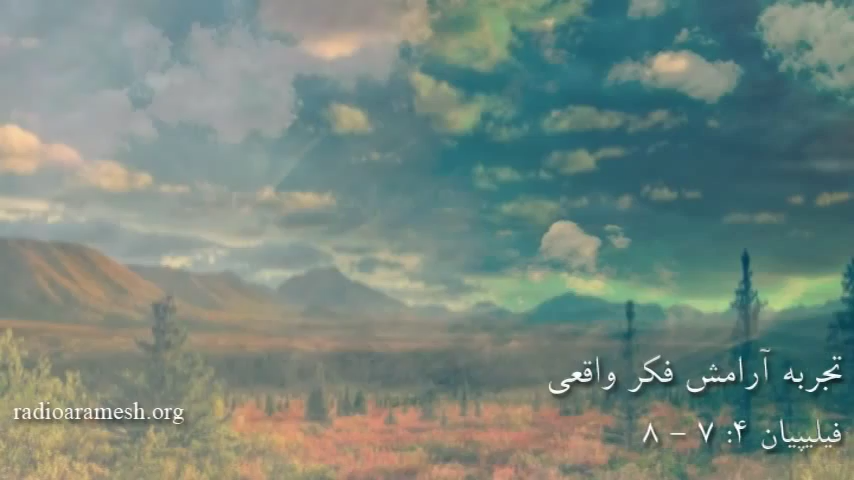 تجربه آرامش فکر واقعی
radioaramesh.org
فیلیپیان ۴: ۷ – ۸